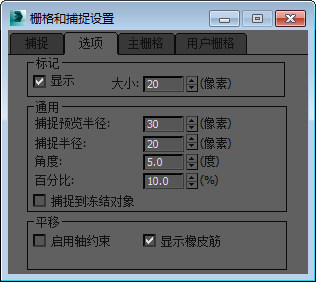 栅格和捕捉设置
捕捉 选项 主栅格 用户栅格
标记
显示 大小: 20 (像素)
通用
捕捉预览半径: 30 (像素)
捕捉半径: 20 (像素)
角度: 5.0 (度)
百分比: 10.0 (%)
捕捉到冻结对象
平移
启用轴约束 显示橡皮筋